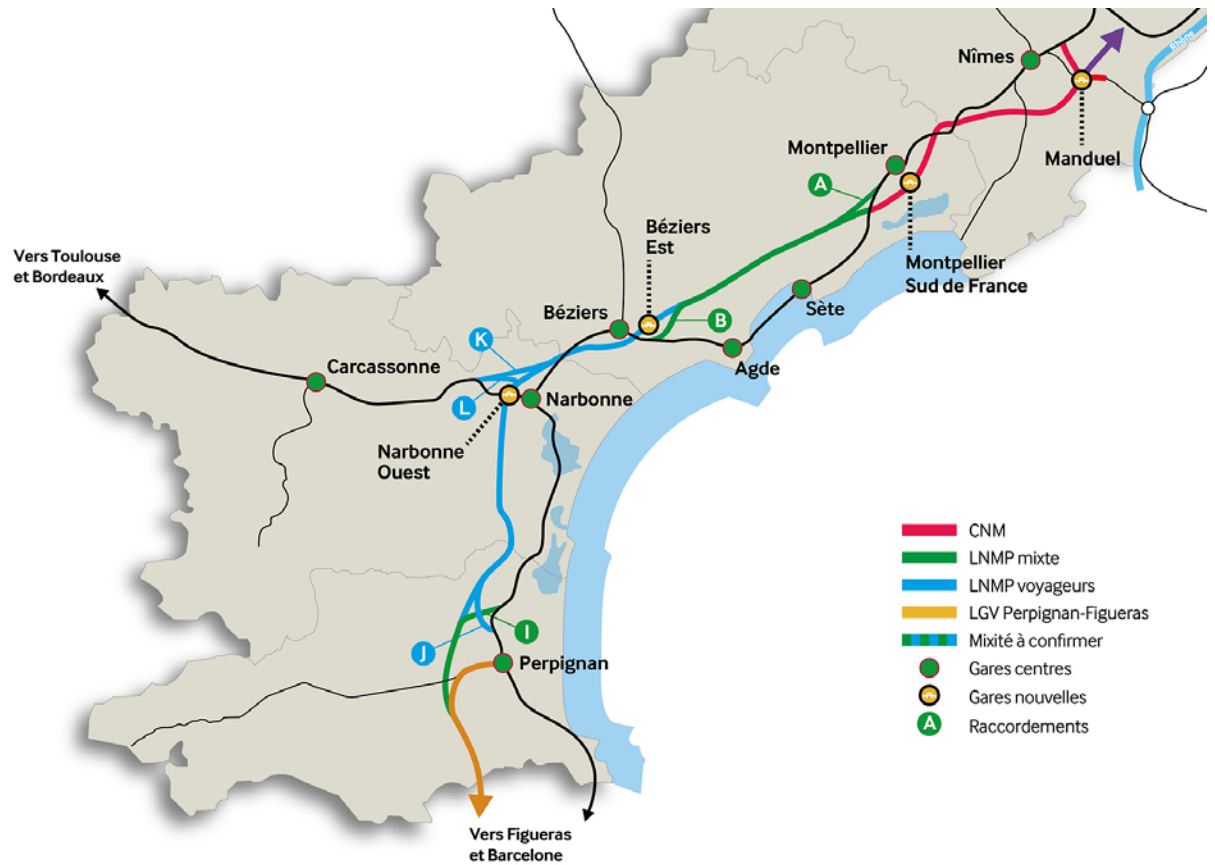 Rhône
Nîmes
Montpellier
Manduel
A
Béziers
Est
Vers Toulouse
et Bordeaux
Montpellier
Sud de France
Sète
Béziers
B
K
Agde
Carcassonne
L
Narbonne
Narbonne
Ouest
CNM
LNMP mixte
LNMP voyageurs
LGV Perpignan-Figueras
Mixité à confirmer
Gares centres
Gares nouvelles
A
Raccordements
I
J
Perpignan
Vers Figueras
et Barcelone